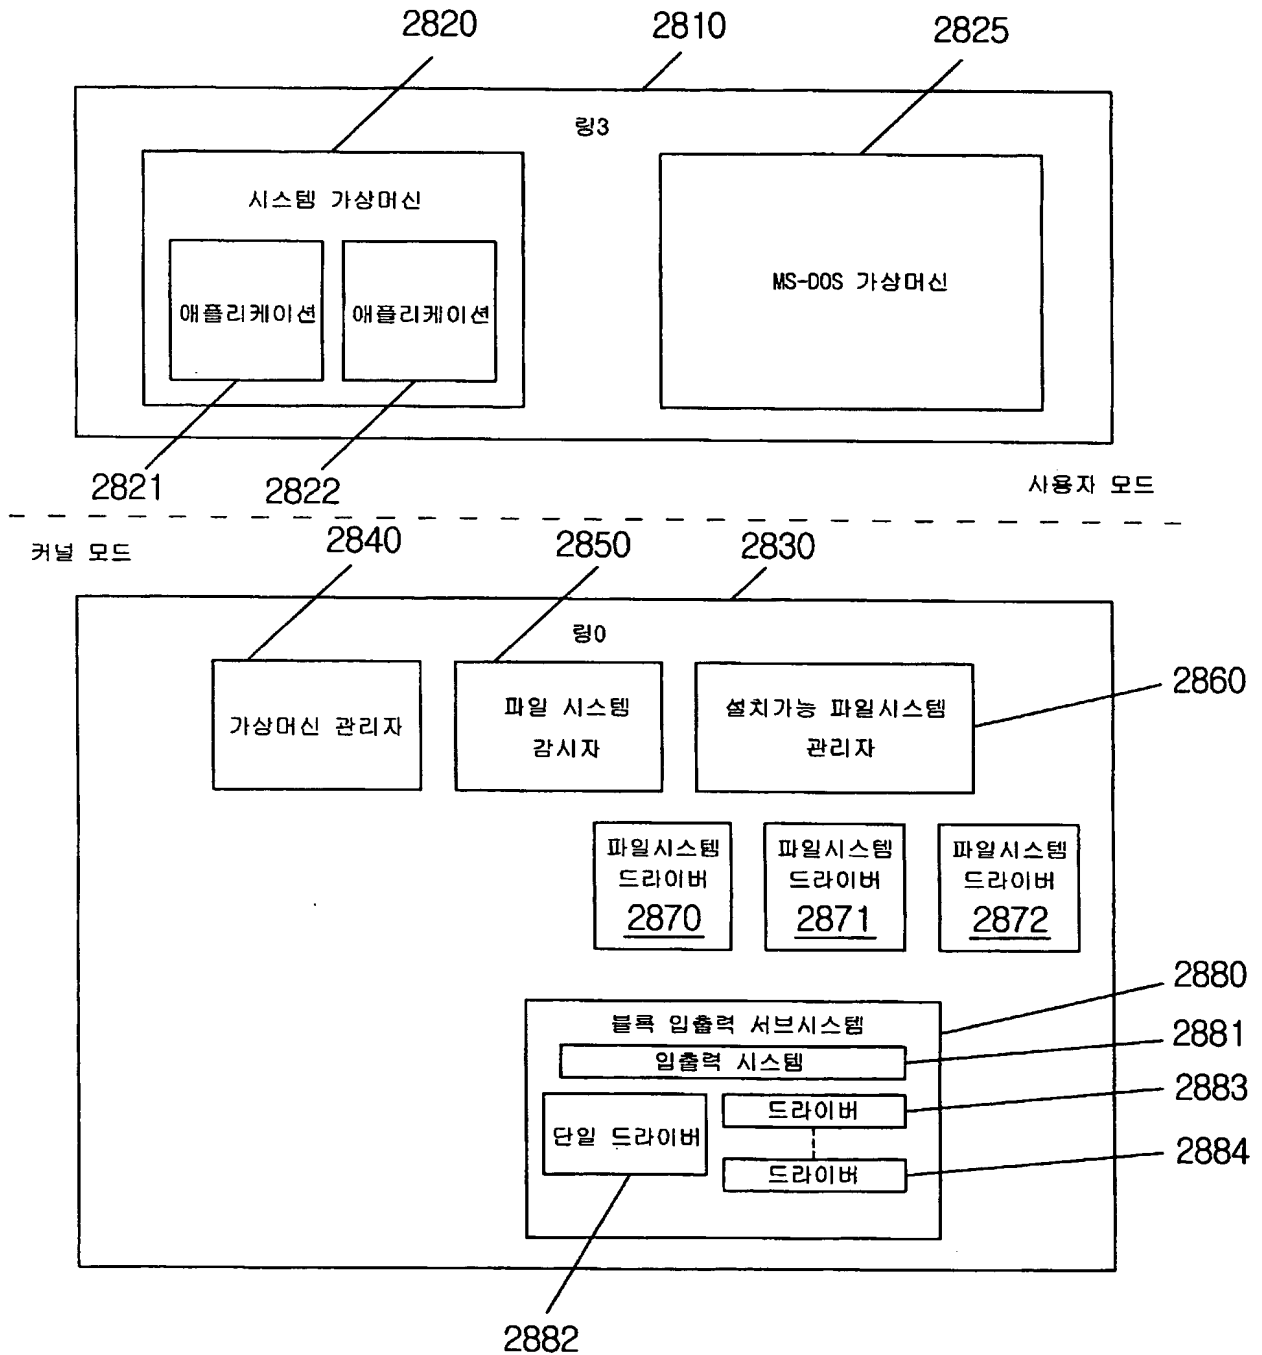 2820
2810
2825
링3
시스템 가상머신
애플리케이션
애플리케이션
MS-DOS 가상머신
2821
2822
사용자 모드
커널 모드
2840
2850
2830
링0
가상머신 관리자
파일 시스템
감시자
설치가능 파일시스템
관리자
2860
파일시스템
드라이버
2870
파일시스템
드라이버
2871
파일시스템
드라이버
2872
2880
블록 입출력 서브시스템
2881
입출력 시스템
2883
드라이버
단일 드라이버
2884
드라이버
2882